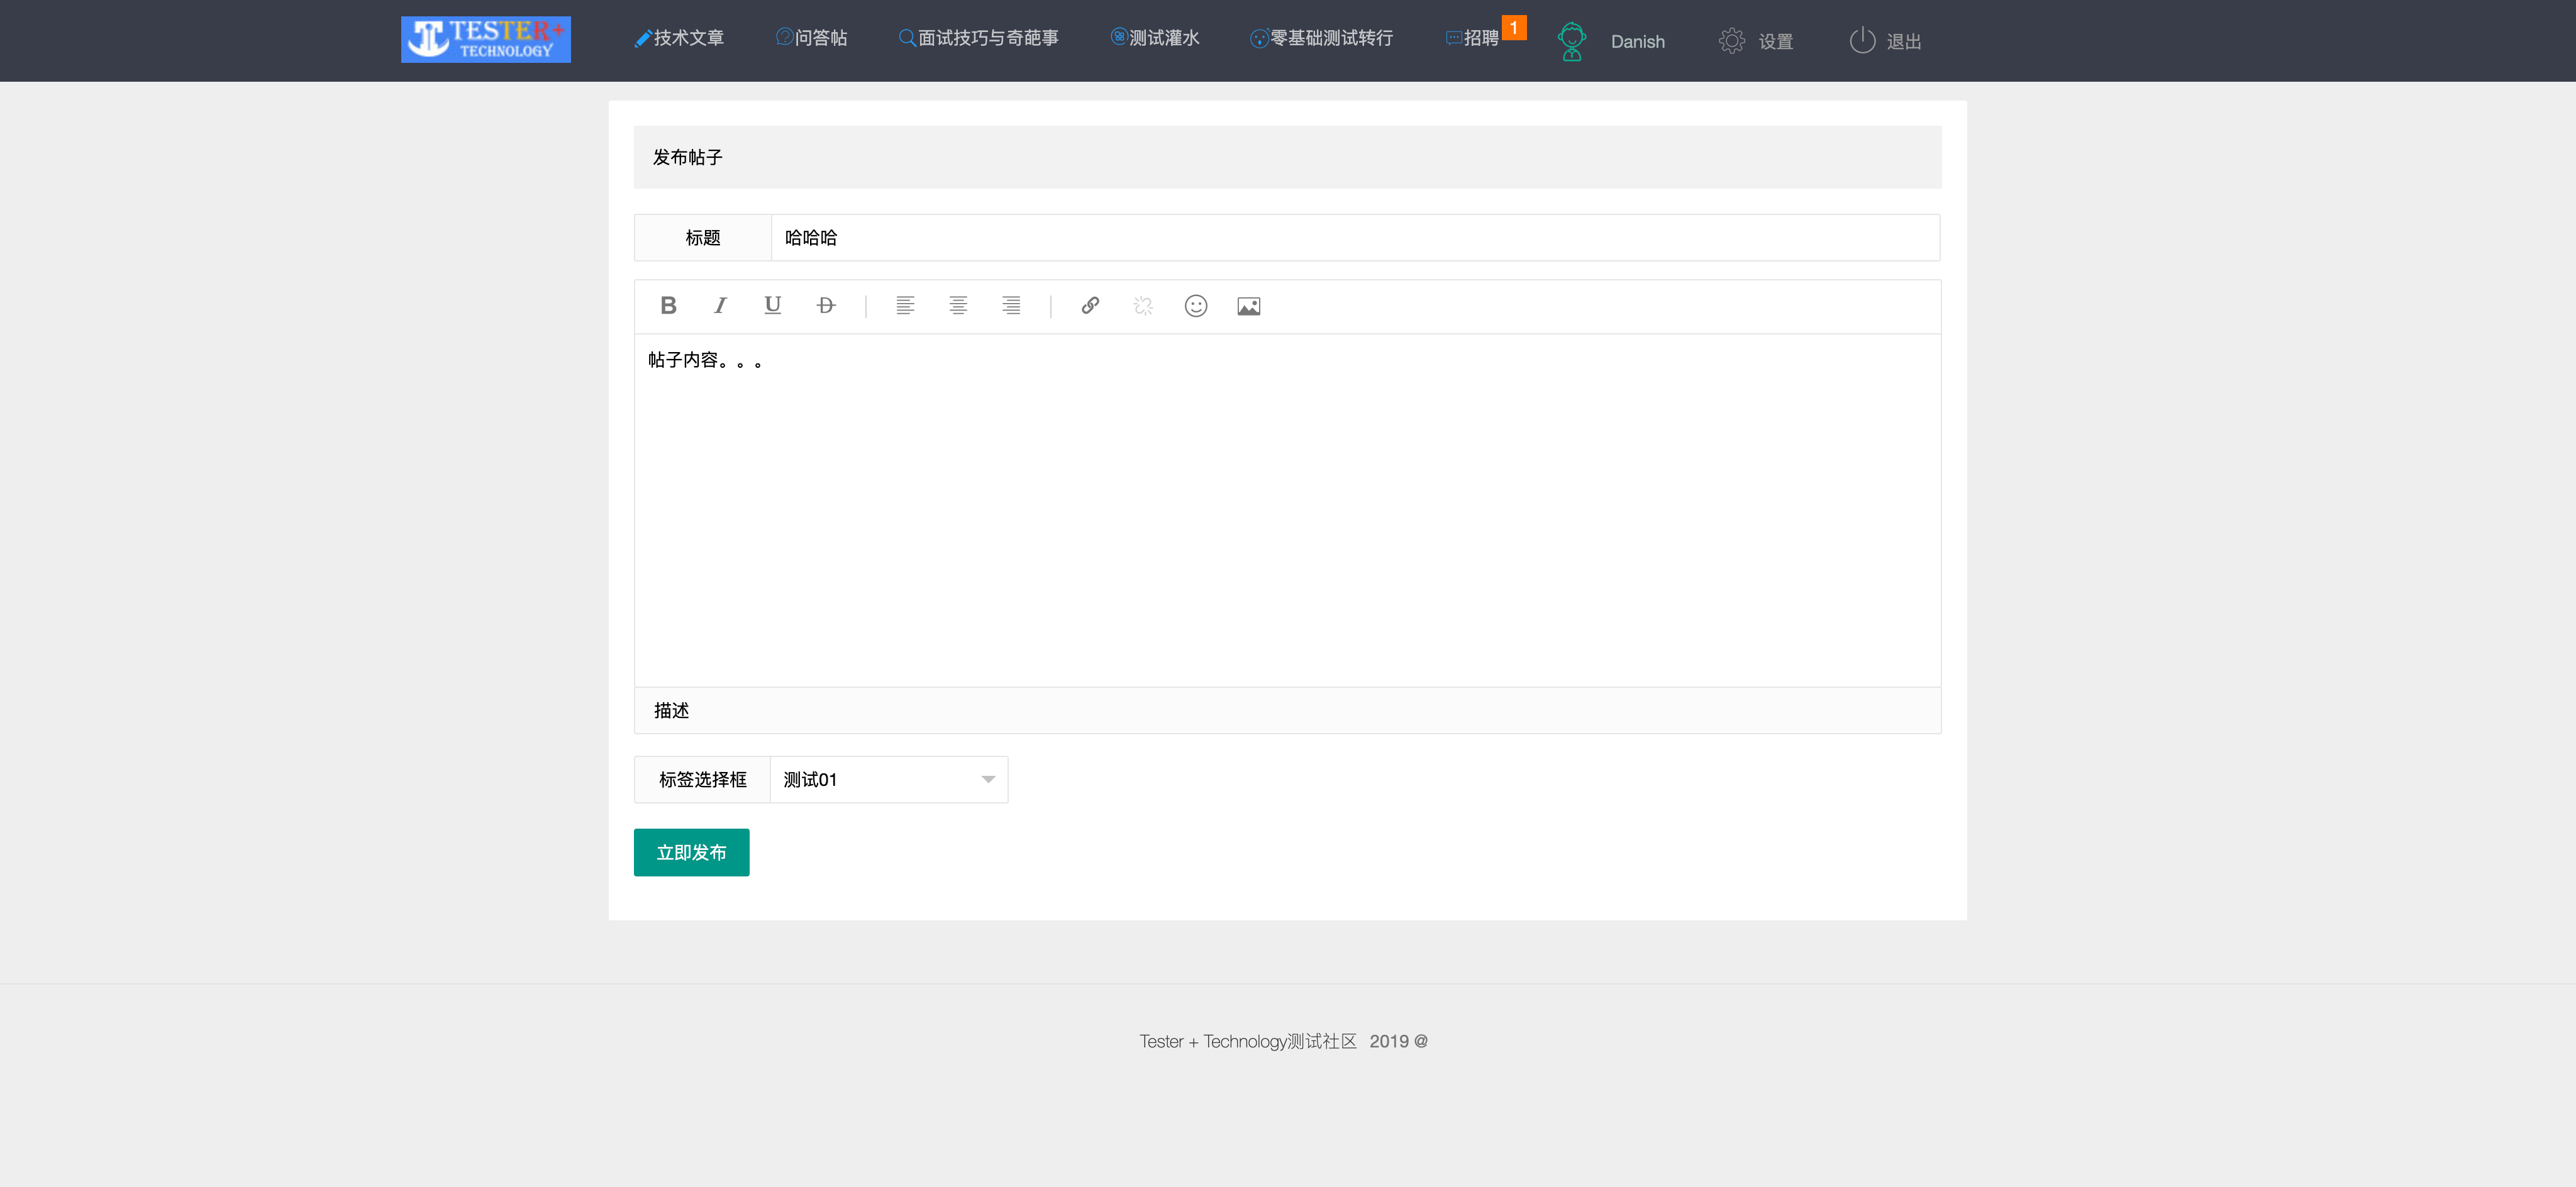 TESTER+
TECHNOLOGY
技术文章
问答帖
面试技巧与奇葩事
测试灌水
零基础测试转行
招聘
1
Danish
设置
退出
发布帖子
标题
哈哈哈
B I U D
帖子内容。。。
描述
标签选择框
测试01
立即发布
Tester + Technology测试社区 2019 @